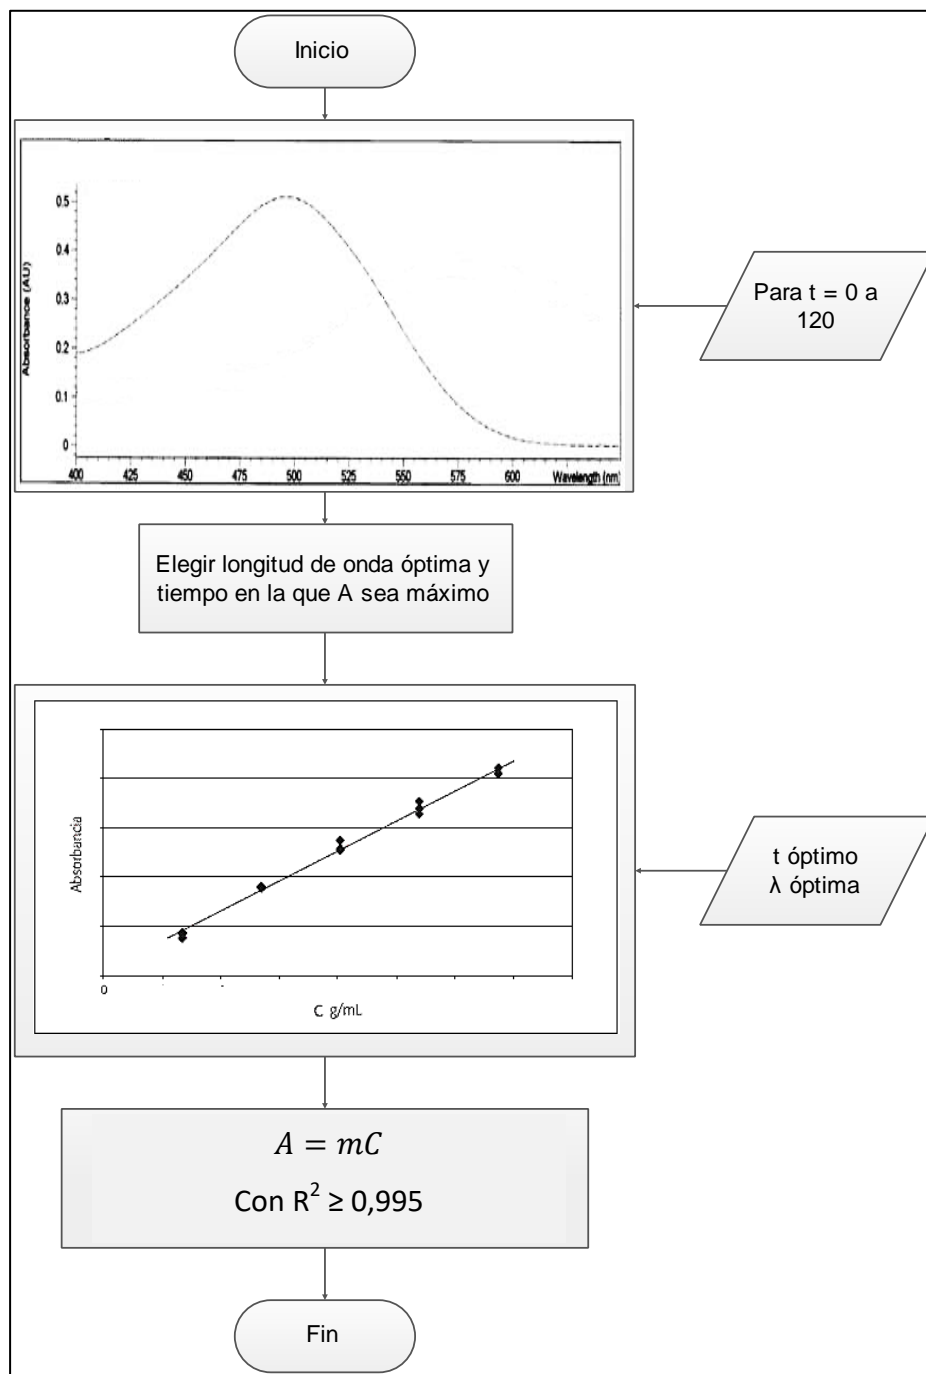 Inicio
Absorbance (AU)
0.5
0.4
0.3
0.2
0.1
0
400 425 450 475 500 525 550 575 600 Wavelength (nm)
Para t = 0 a
120
Elegir longitud de onda óptima y
tiempo en la que A sea máximo
Absorbancia
0
C g/mL
t óptimo
λ óptima
A = mC
Con R² ≥ 0,995
Fin